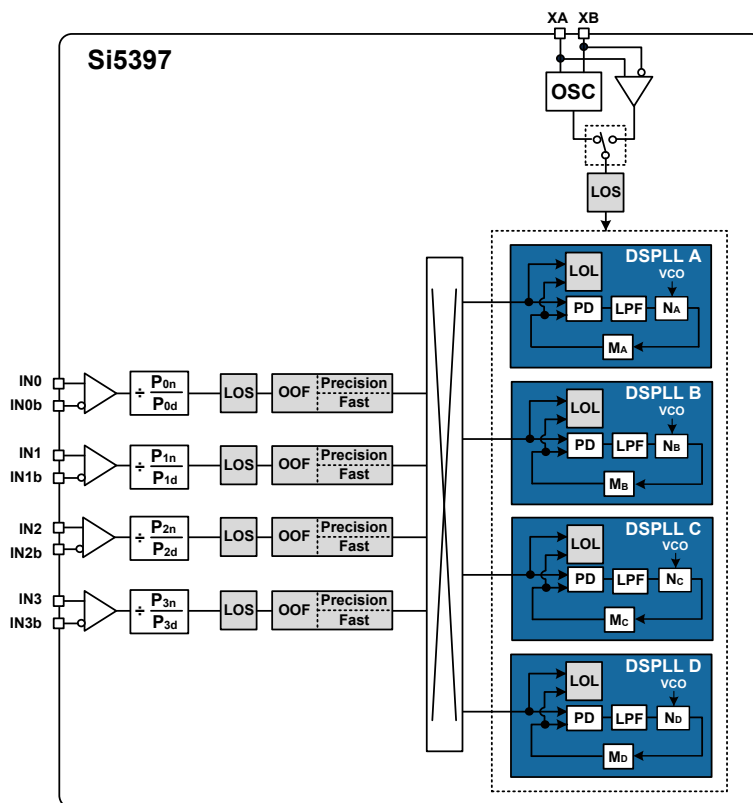 XA XB
Si5397
OSC
LOS
DSPLL A
VCO
LOL
PD LPF NA
MA
DSPLL B
VCO
LOL
PD LPF NB
MB
DSPLL C
VCO
LOL
PD LPF NC
MC
DSPLL D
VCO
LOL
PD LPF ND
MD
IN0
IN0b
÷ P0n
P0d
LOS OOF Precision
Fast
IN1
IN1b
÷ P1n
P1d
LOS OOF Precision
Fast
IN2
IN2b
÷ P2n
P2d
LOS OOF Precision
Fast
IN3
IN3b
÷ P3n
P3d
LOS OOF Precision
Fast